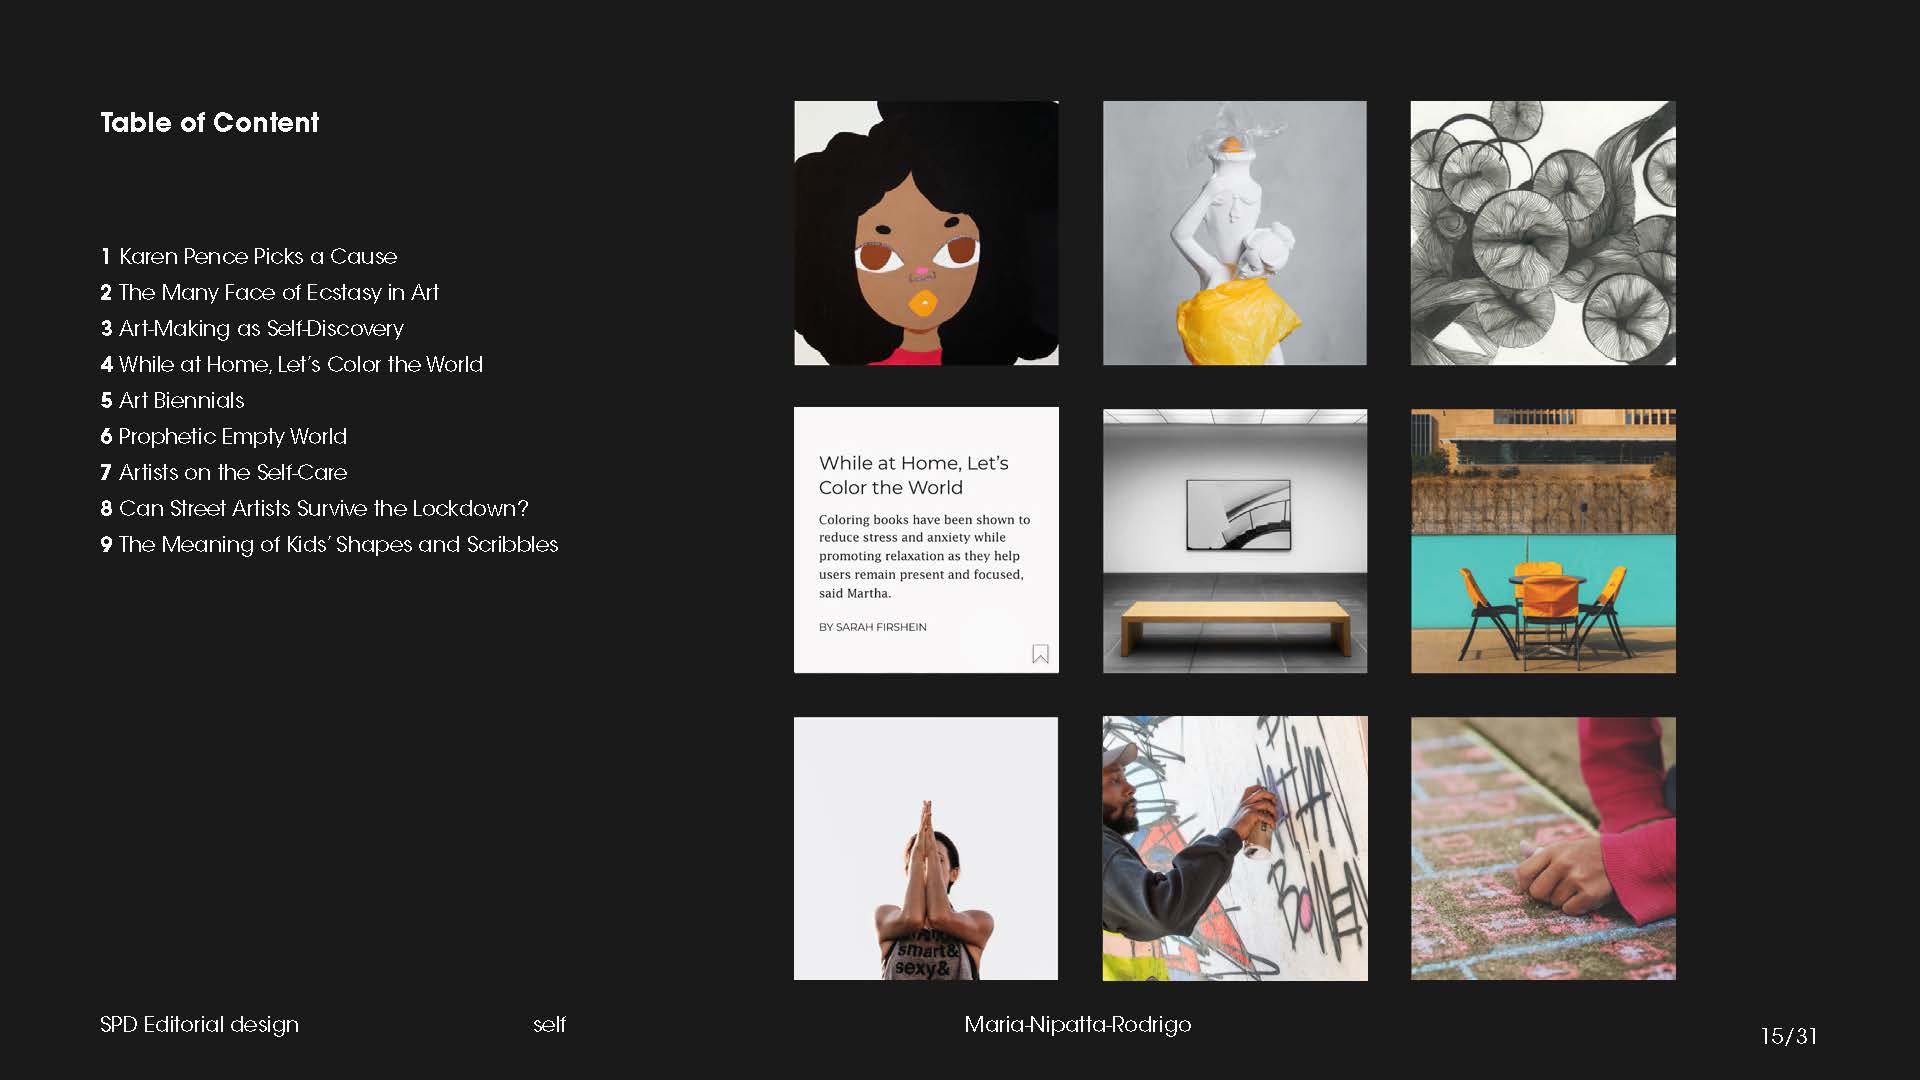 Table of Content
1 Karen Pence Picks a Cause
2 The Many Face of Ecstasy in Art
3 Art-Making as Self-Discovery
4 While at Home, Let's Color the World
5 Art Biennials
6 Prophetic Empty World
7 Artists on the Self-Care
8 Can Street Artists Survive the Lockdown?
9 The Meaning of Kids' Shapes and Scribbles
While at Home, Let's
Color the World
Coloring books have been shown to
reduce stress and anxiety while
promoting relaxation as they help
users remain present and focused,
said Martha.
BY SARAH FIRSHEIN
smart&
sexy&
SPD Editorial design
self
Maria-Nipatta-Rodrigo
15/31